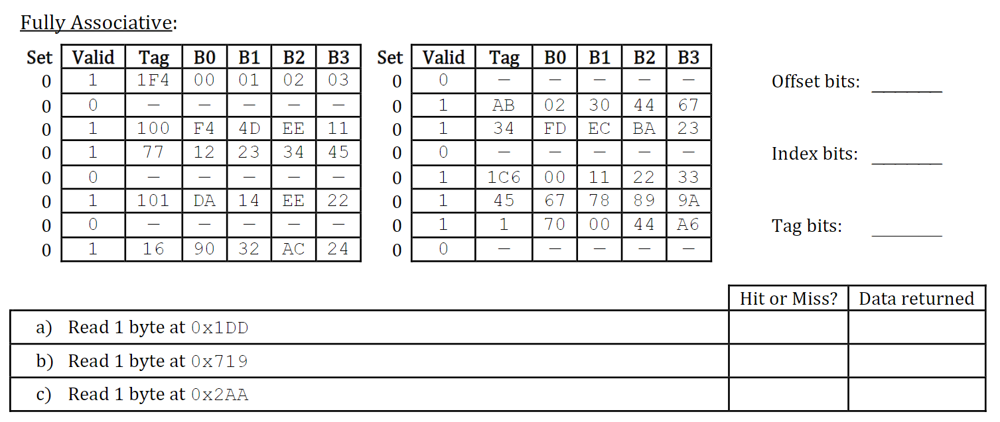 Fully Associative:
Set Valid Tag B0 B1 B2 B3 Set Valid Tag B0 B1 B2 B3
0 1 1F4 00 01 02 03 0 0 — — — — — Offset bits: ______
0 0 — — — — — 0 1 AB 02 30 44 67
0 1 100 F4 4D EE 11 0 1 34 FD EC BA 23
0 1 77 12 23 34 45 0 0 — — — — — Index bits: ______
0 0 — — — — — 0 1 1C6 00 11 22 33
0 1 101 DA 14 EE 22 0 1 45 67 78 89 9A
0 0 — — — — — 0 1 1 70 00 44 A6 Tag bits: ______
0 1 16 90 32 AC 24 0 0 — — — — —
Hit or Miss? Data returned
a) Read 1 byte at 0x1DD
b) Read 1 byte at 0x719
c) Read 1 byte at 0x2AA